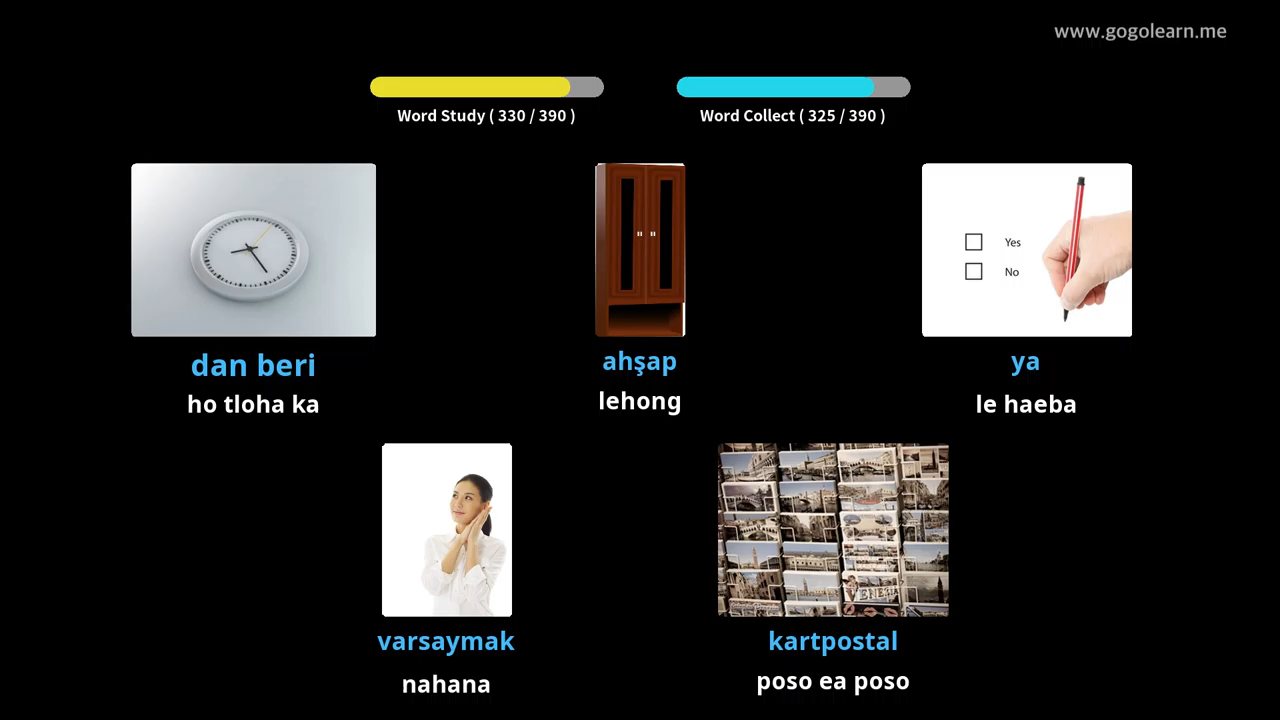 www.gogolearn.me
Word Study ( 330 / 390 )
Word Collect ( 325 / 390 )
Yes
No
dan beri
ho tloha ka
ahşap
lehong
ya
le haeba
varsaymak
nahana
kartpostal
poso ea poso